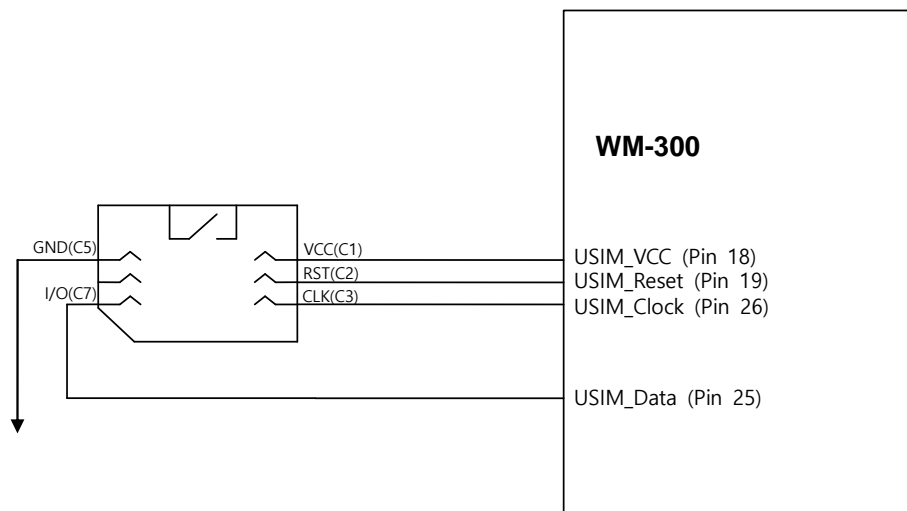 WM-300
GND(C5)
VCC(C1)
USIM_VCC (Pin 18)
RST(C2)
USIM_Reset (Pin 19)
I/O(C7)
CLK(C3)
USIM_Clock (Pin 26)
USIM_Data (Pin 25)